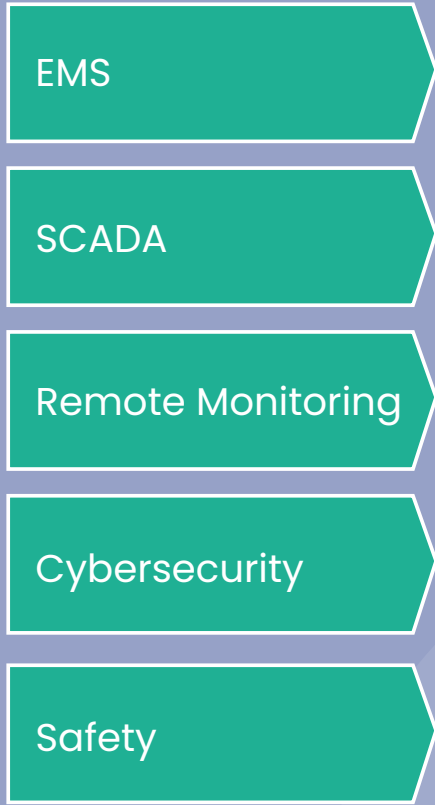 EMS
SCADA
Remote Monitoring
Cybersecurity
Safety